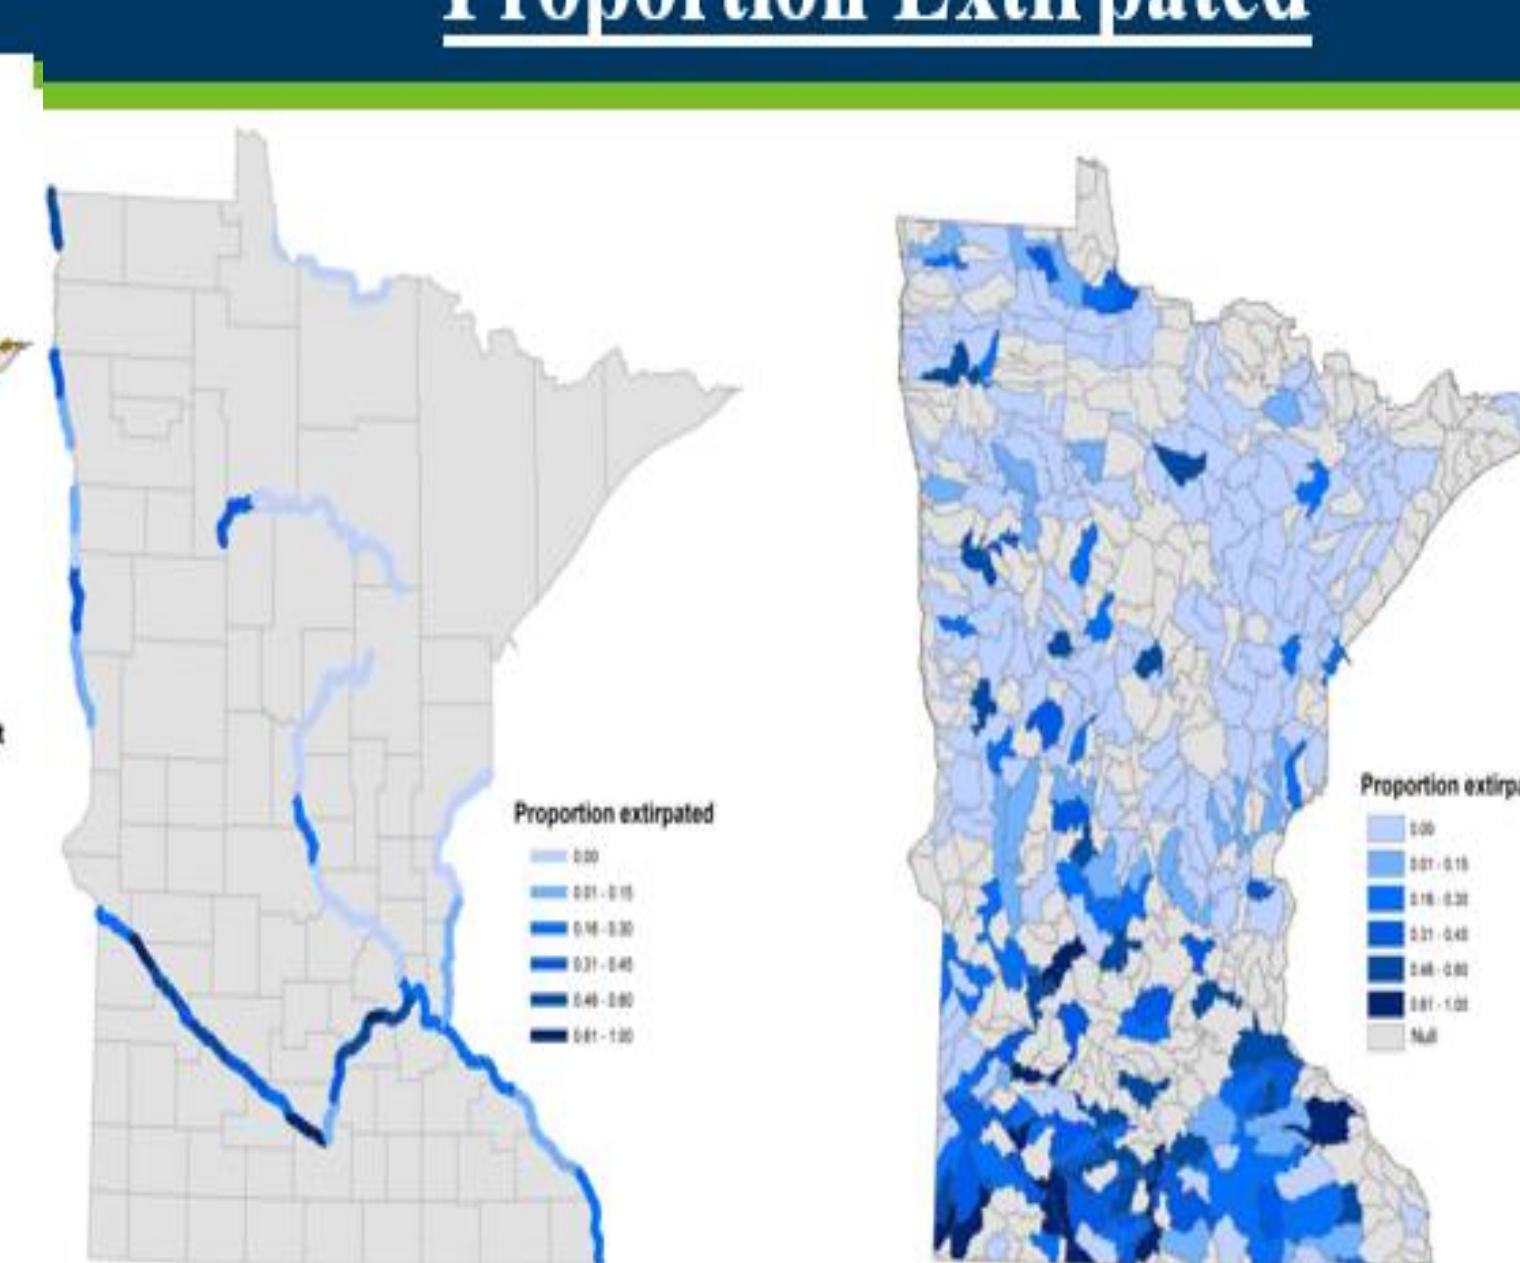 Proportion Extirpated
t
Proportion extirpated
0.00
0.01 - 0.15
0.16 - 0.30
0.31 - 0.45
0.46 - 0.60
0.61 - 1.00
Proportion extirpa
0.00
0.01 - 0.15
0.16 - 0.30
0.31 - 0.45
0.46 - 0.60
0.61 - 1.00
Null